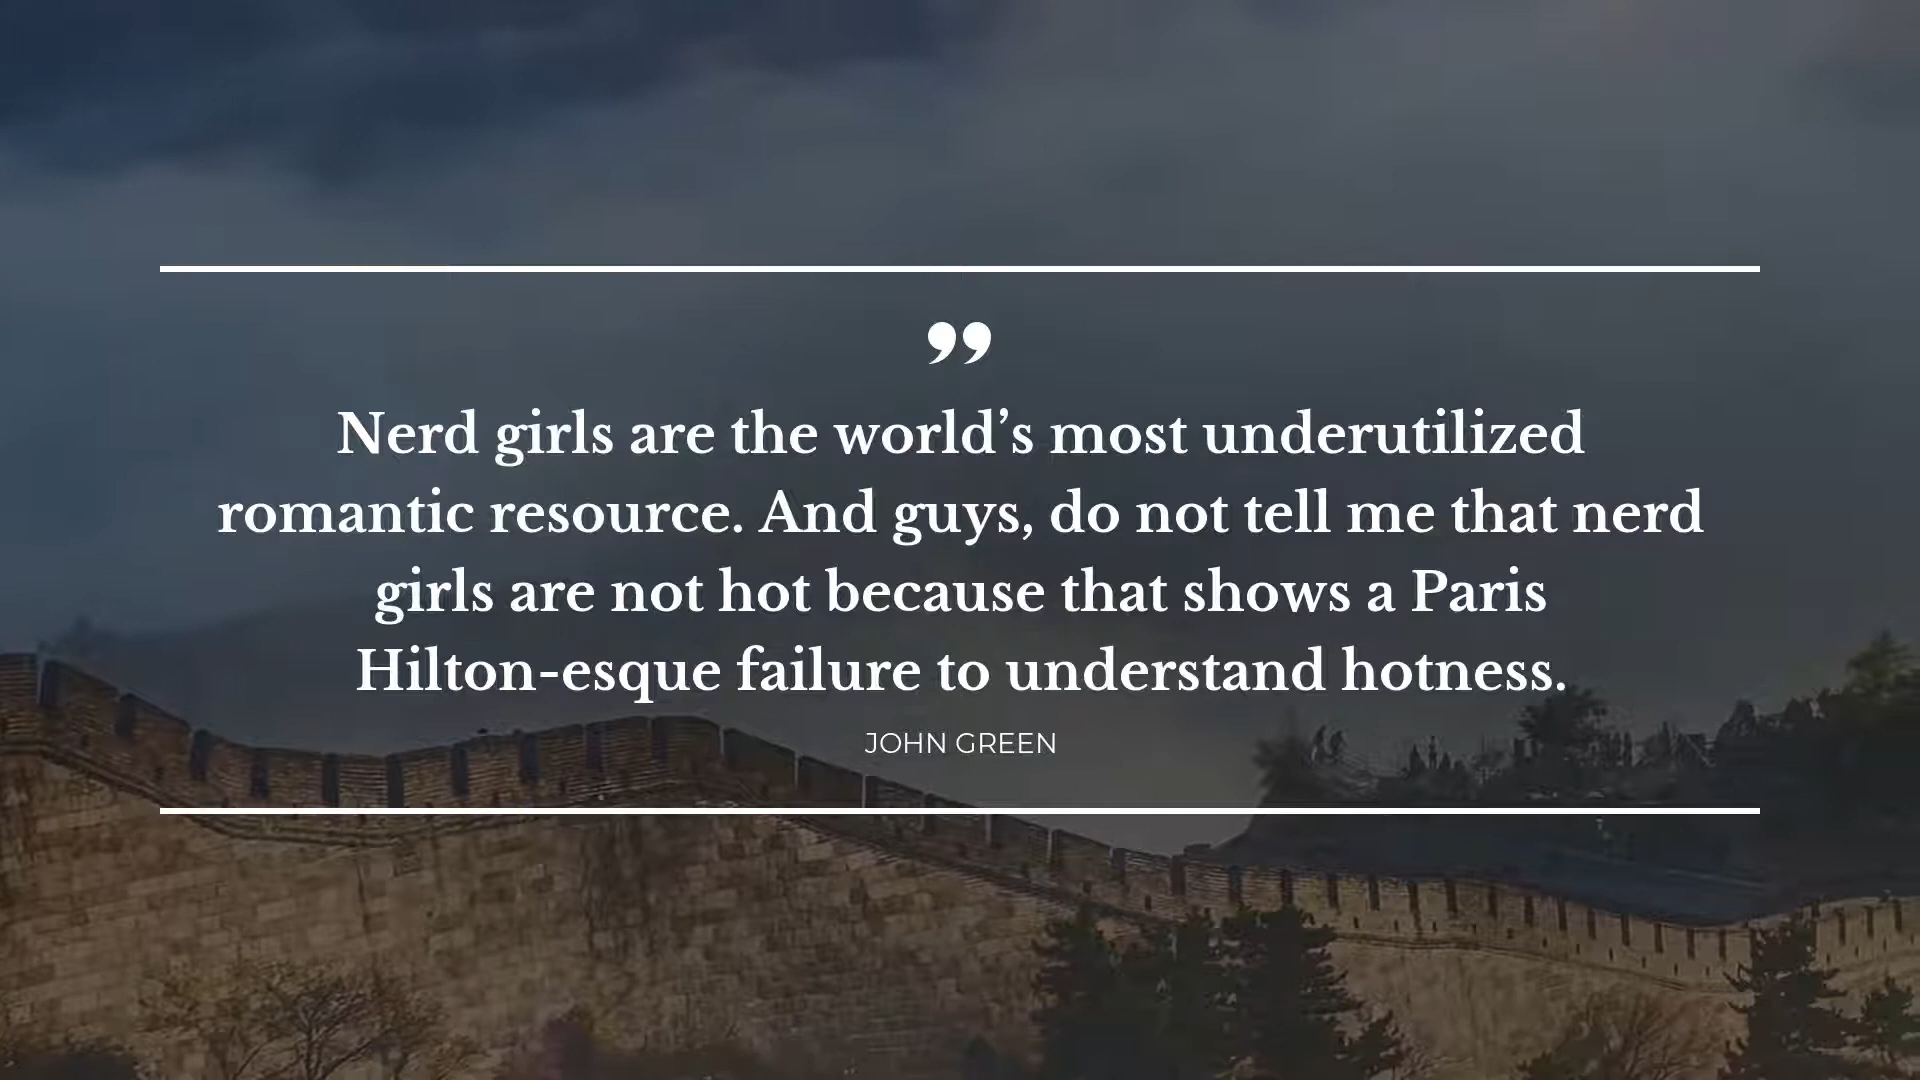 ”
Nerd girls are the world’s most underutilized
romantic resource. And guys, do not tell me that nerd
girls are not hot because that shows a Paris
Hilton-esque failure to understand hotness.
JOHN GREEN